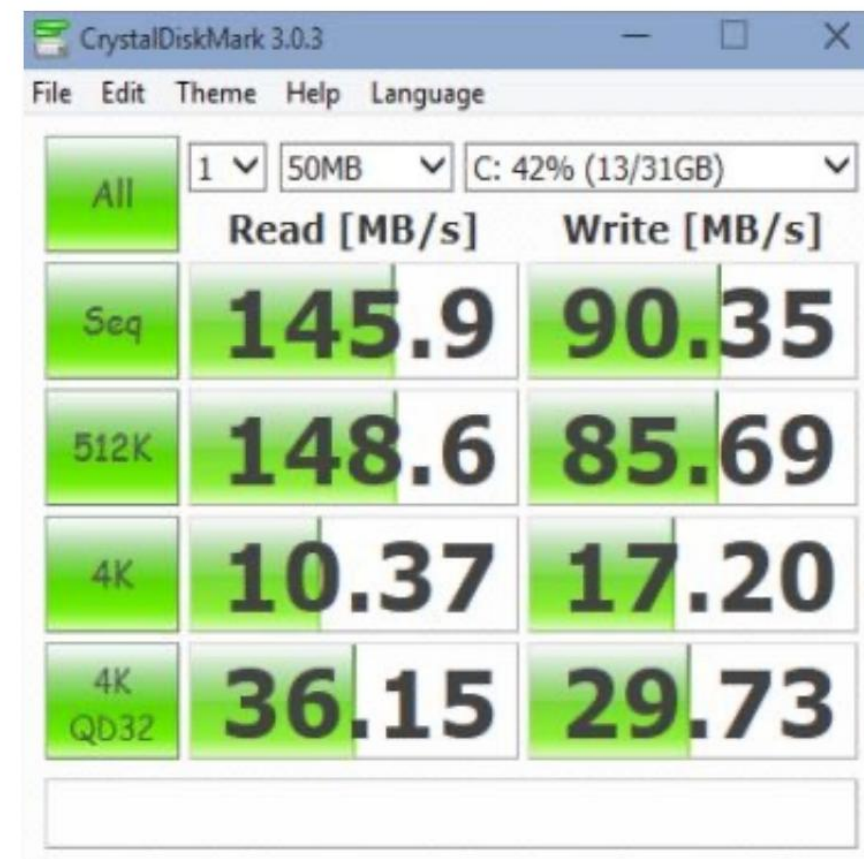 CrystalDiskMark 3.0.3
File Edit Theme Help Language
All 1 50MB C: 42% (13/31GB)
Read [MB/s] Write [MB/s]
Seq 145.9 90.35
512K 148.6 85.69
4K 10.37 17.20
4K
QD32 36.15 29.73